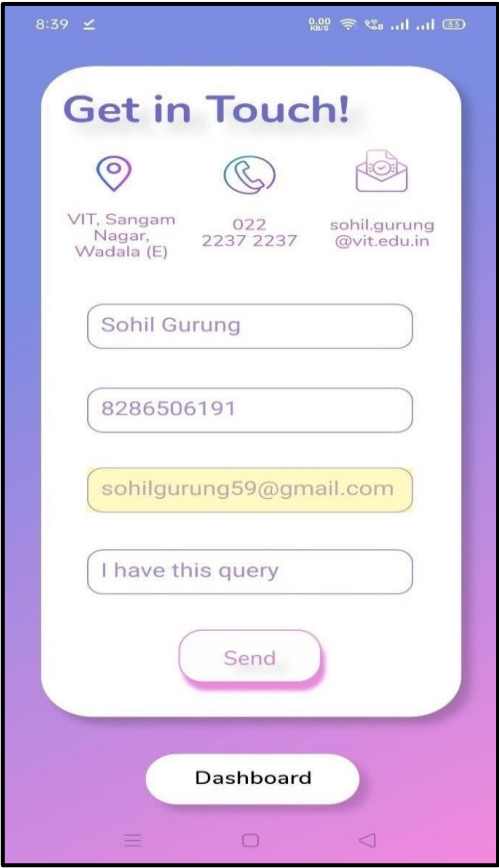 8:39 0.00 KB/S 53
Get in Touch!
VIT, Sangam
Nagar,
Wadala (E)
022
2237 2237
sohil.gurung
@vit.edu.in
Sohil Gurung
8286506191
sohilgurung59@gmail.com
I have this query
Send
Dashboard